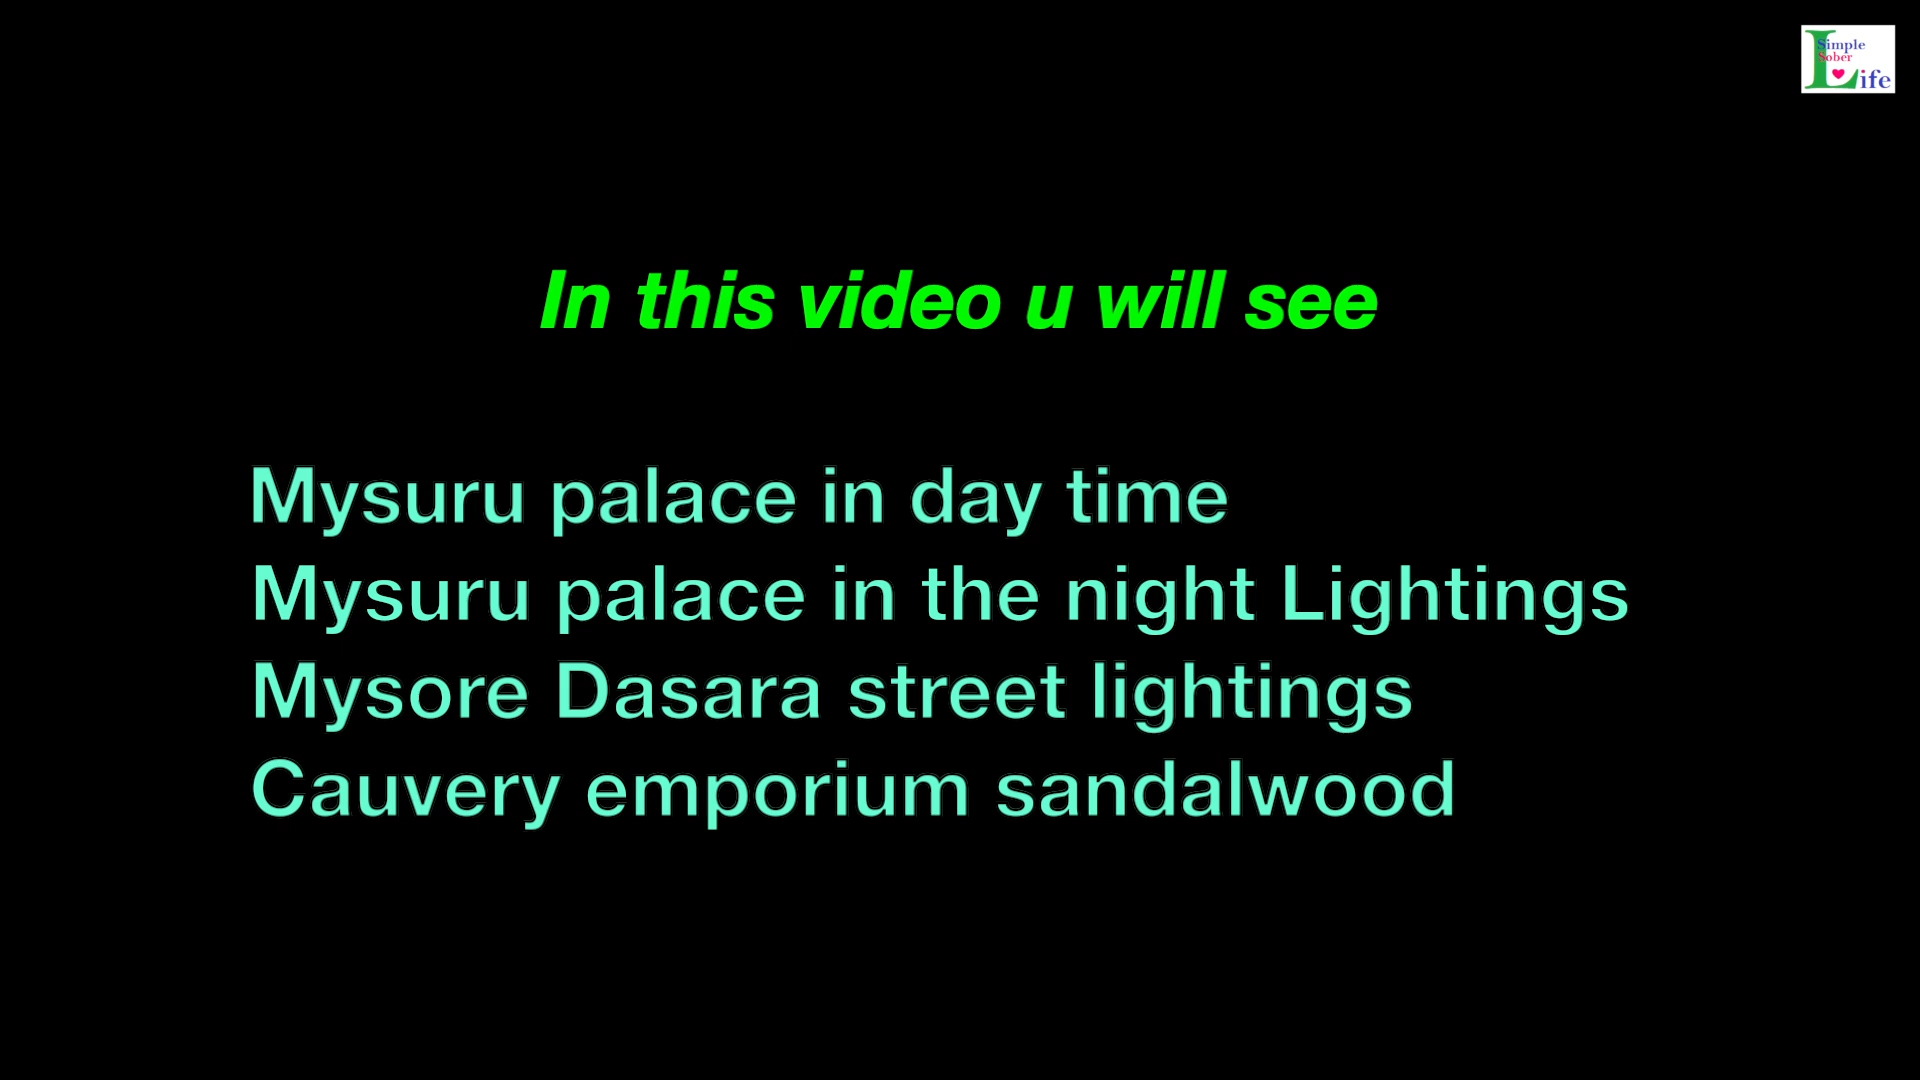 Simple
Sober
Life
In this video u will see
Mysuru palace in day time
Mysuru palace in the night Lightings
Mysore Dasara street lightings
Cauvery emporium sandalwood